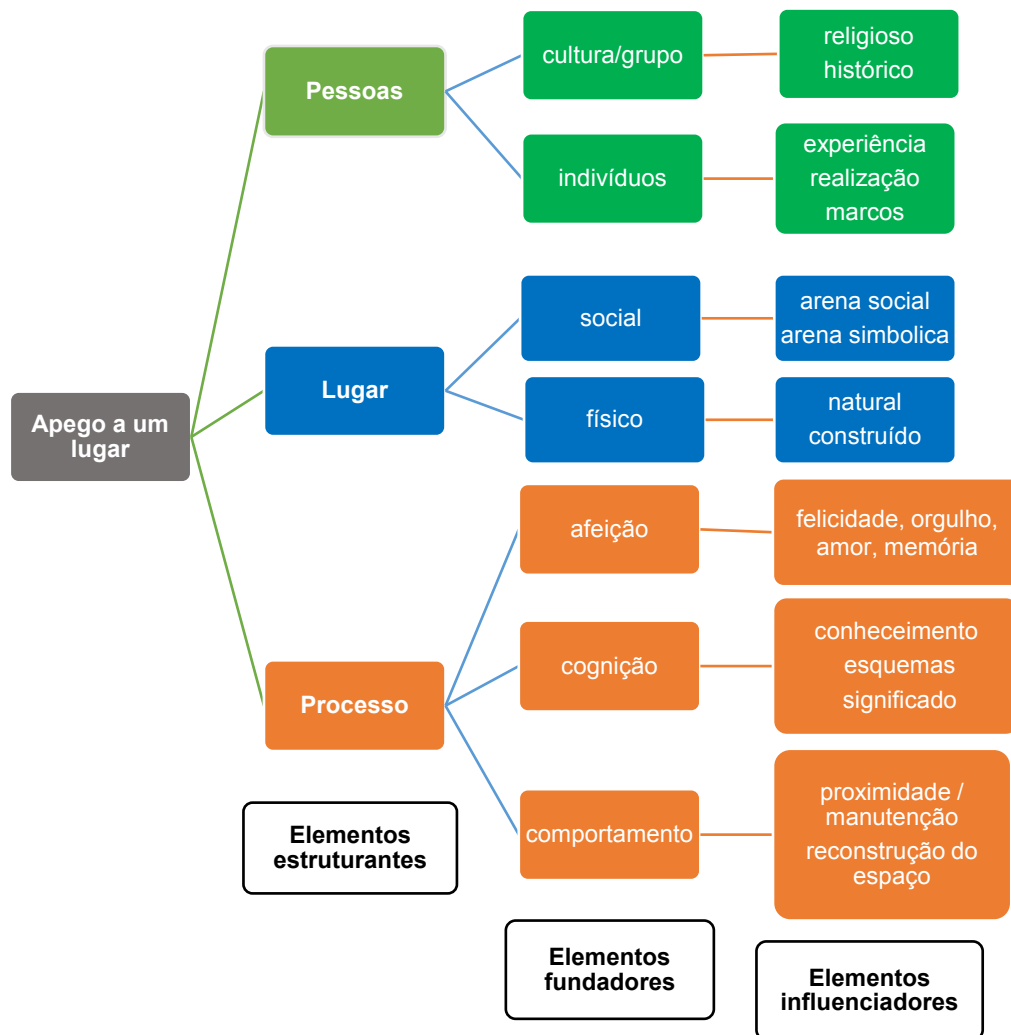 cultura/grupo
religioso
histórico
Pessoas
indivíduos
experiência
realização
marcos
social
arena social
arena simbolica
Lugar
físico
natural
construído
Apego a um
lugar
afeição
felicidade, orgulho,
amor, memória
cognição
conheceimento
esquemas
significado
Processo
comportamento
proximidade /
manutenção
reconstrução do
espaço
Elementos
estruturantes
Elementos
fundadores
Elementos
influenciadores